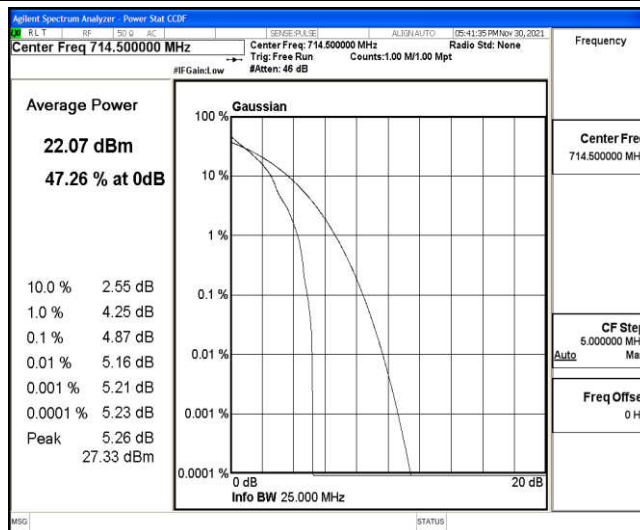 Agilent Spectrum Analyzer - Power Stat CCDF
RLT RF 50 Ω AC SENSE:PULSE ALIGNAUTO 05:41:35 PM Nov 30, 2021
Center Freq 714.500000 MHz
Center Freq: 714.500000 MHz Radio Std: None
Trig: Free Run Counts:1.00 M/1.00 Mpt
#IFGain:Low #Atten: 46 dB
Frequency
Average Power
22.07 dBm
47.26 % at 0dB
10.0 % 2.55 dB
1.0 % 4.25 dB
0.1 % 4.87 dB
0.01 % 5.16 dB
0.001 % 5.21 dB
0.0001 % 5.23 dB
Peak 5.26 dB
27.33 dBm
Gaussian
100 %
10 %
1 %
0.1 %
0.01 %
0.001 %
0.0001 %
0 dB 20 dB
Info BW 25.000 MHz
Center Fre
714.500000 MH
CF Ste
5.000000 MH
Auto Ma
Freq Offse
0 H
MSG STATUS